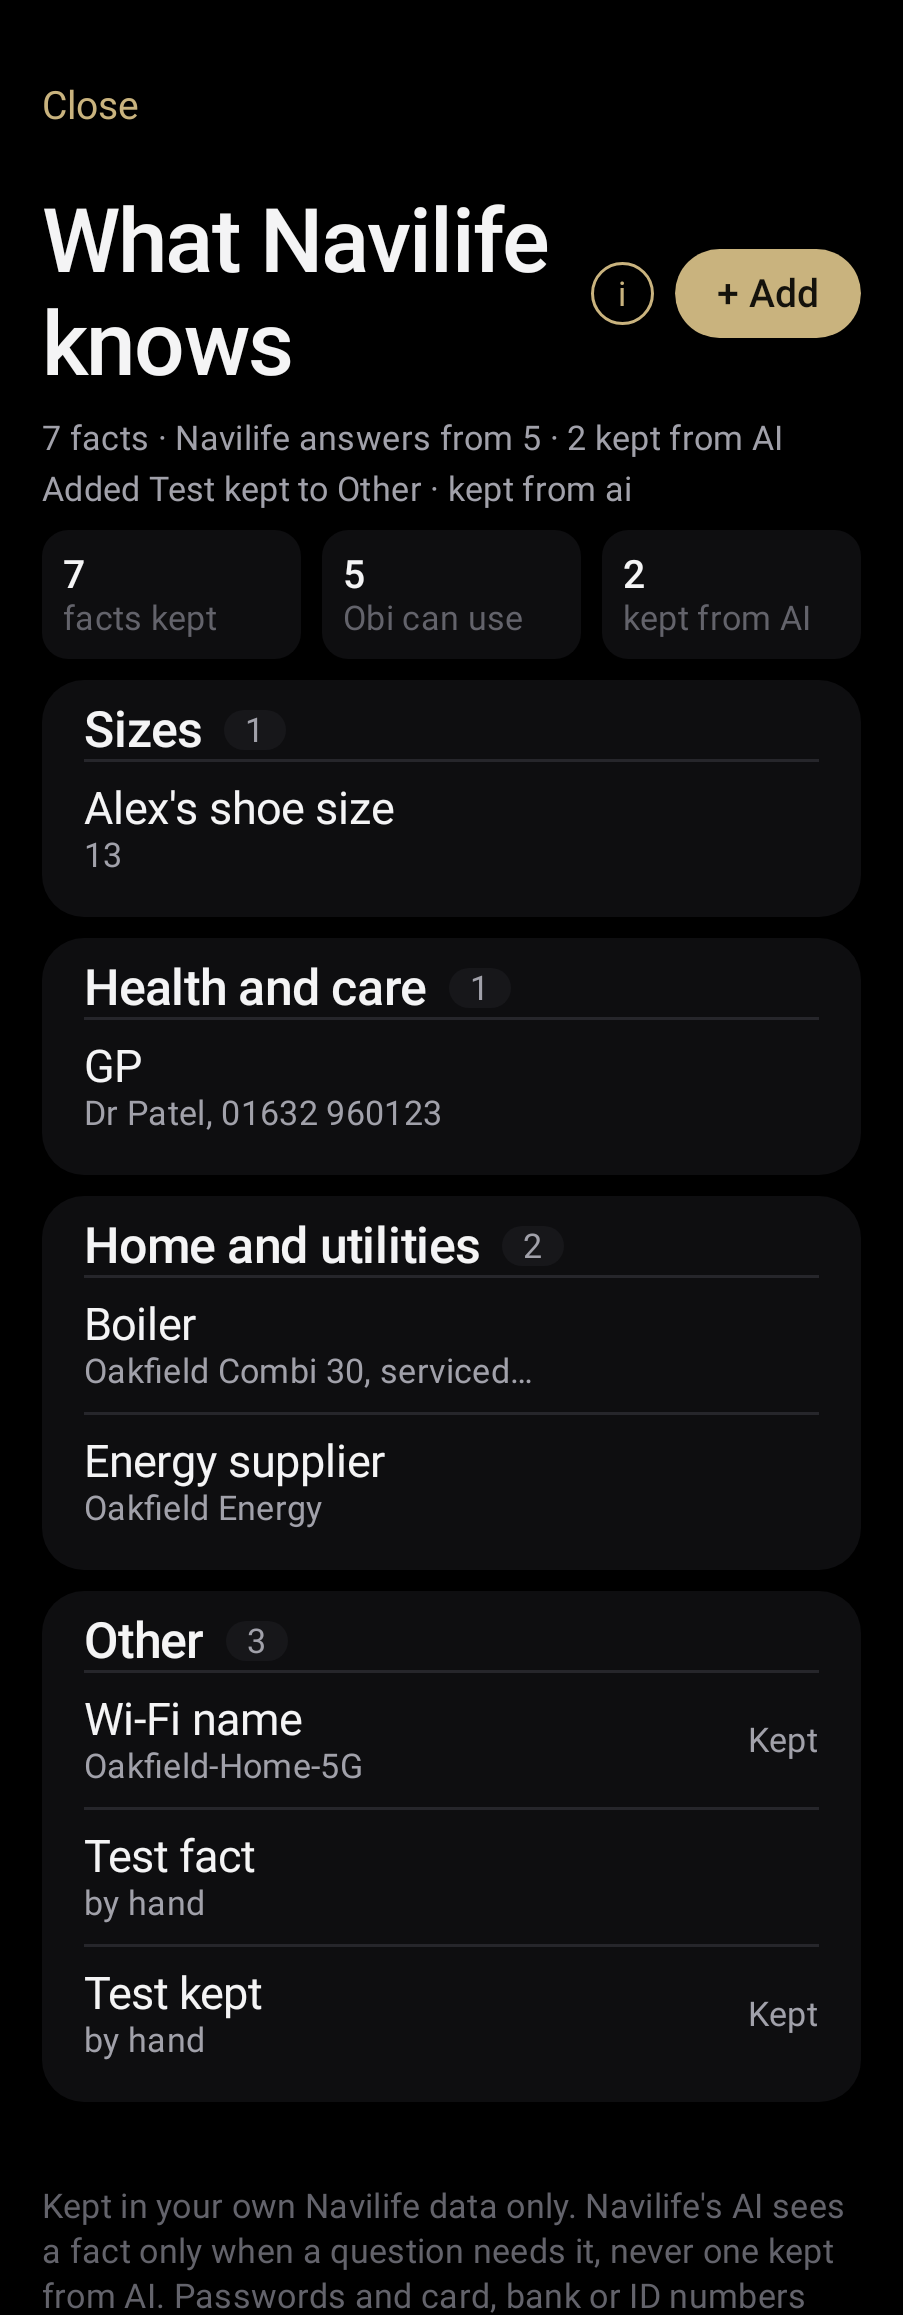 Close
What Navilife
knows
i
+ Add
7 facts · Navilife answers from 5 · 2 kept from AI
Added Test kept to Other · kept from ai
7
facts kept
5
Obi can use
2
kept from AI
Sizes 1
Alex's shoe size
13
Health and care 1
GP
Dr Patel, 01632 960123
Home and utilities 2
Boiler
Oakfield Combi 30, serviced…
Energy supplier
Oakfield Energy
Other 3
Wi-Fi name
Oakfield-Home-5G
Kept
Test fact
by hand
Test kept
by hand
Kept
Kept in your own Navilife data only. Navilife's AI sees
a fact only when a question needs it, never one kept
from AI. Passwords and card, bank or ID numbers